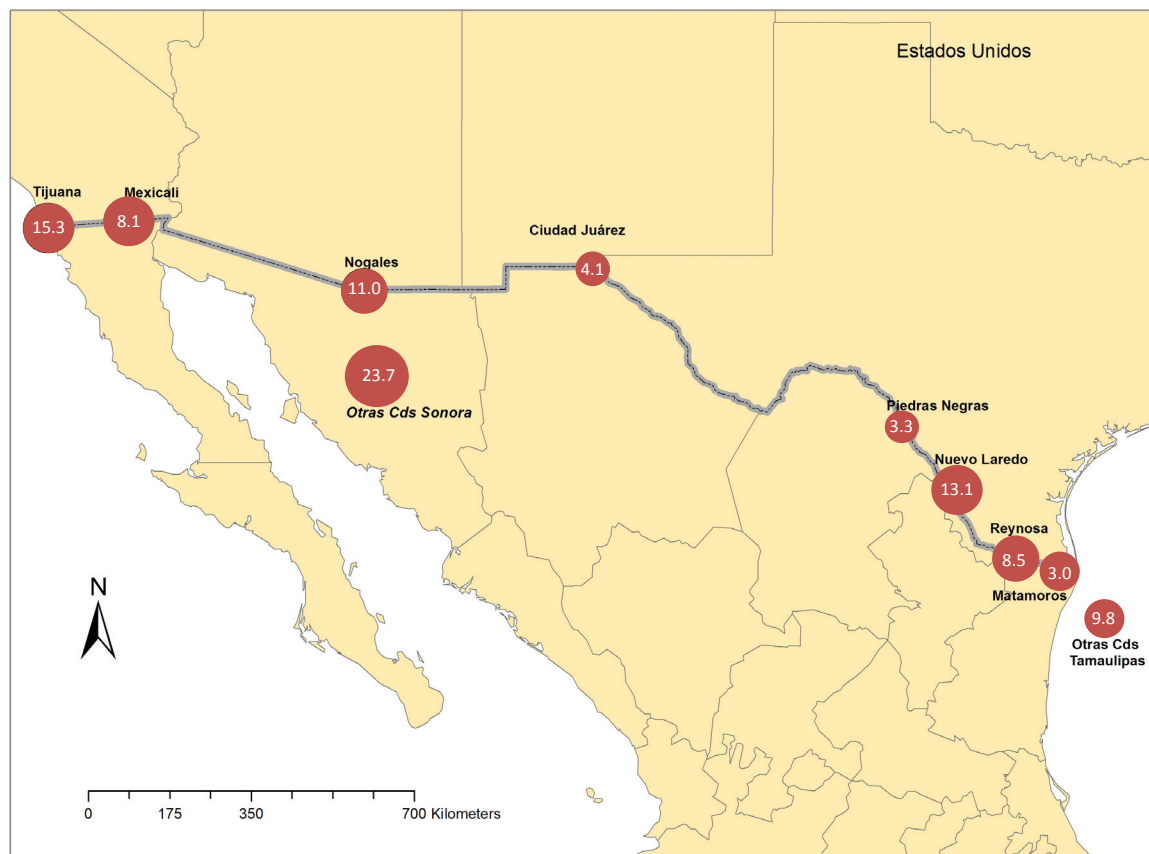 Estados Unidos
Tijuana
15.3
Mexicali
8.1
Nogales
11.0
23.7
Otras Cds Sonora
Ciudad Juárez
4.1
Piedras Negras
3.3
Nuevo Laredo
13.1
Reynosa
8.5
3.0
Matamoros
9.8
Otras Cds
Tamaulipas
N
0 175 350 700 Kilometers